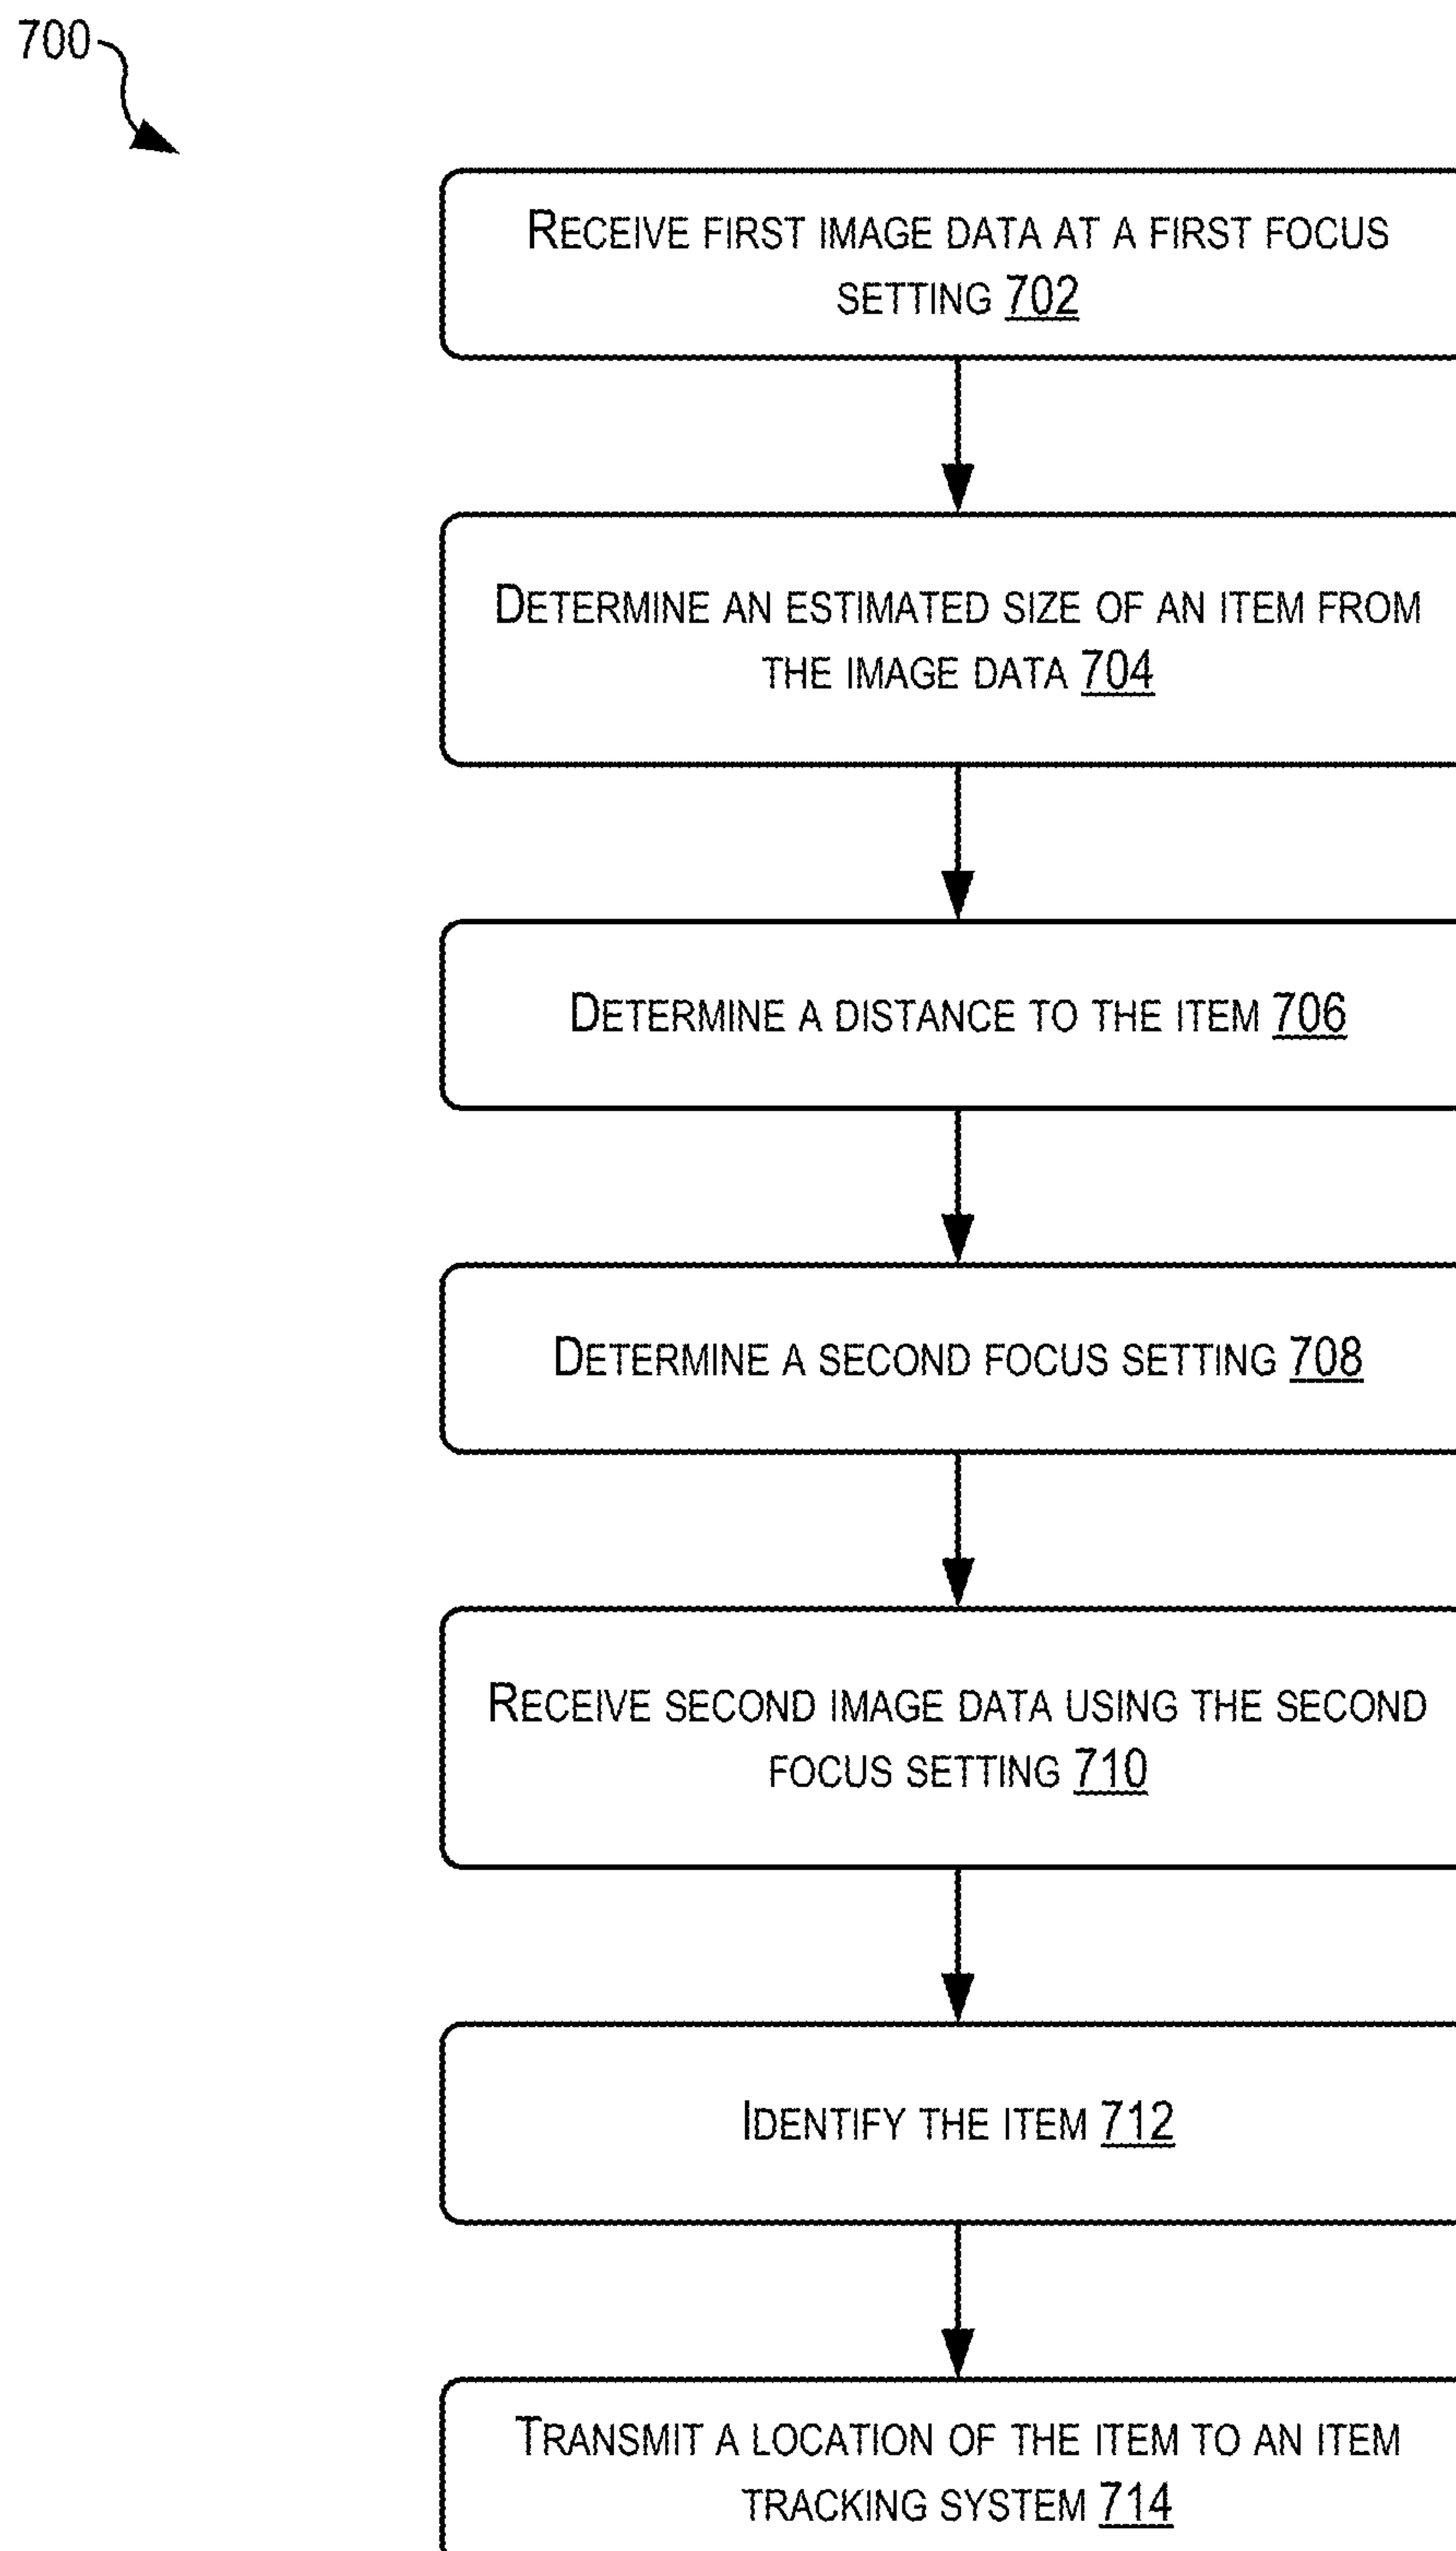 700
RECEIVE FIRST IMAGE DATA AT A FIRST FOCUS
SETTING 702
DETERMINE AN ESTIMATED SIZE OF AN ITEM FROM
THE IMAGE DATA 704
DETERMINE A DISTANCE TO THE ITEM 706
DETERMINE A SECOND FOCUS SETTING 708
RECEIVE SECOND IMAGE DATA USING THE SECOND
FOCUS SETTING 710
IDENTIFY THE ITEM 712
TRANSMIT A LOCATION OF THE ITEM TO AN ITEM
TRACKING SYSTEM 714